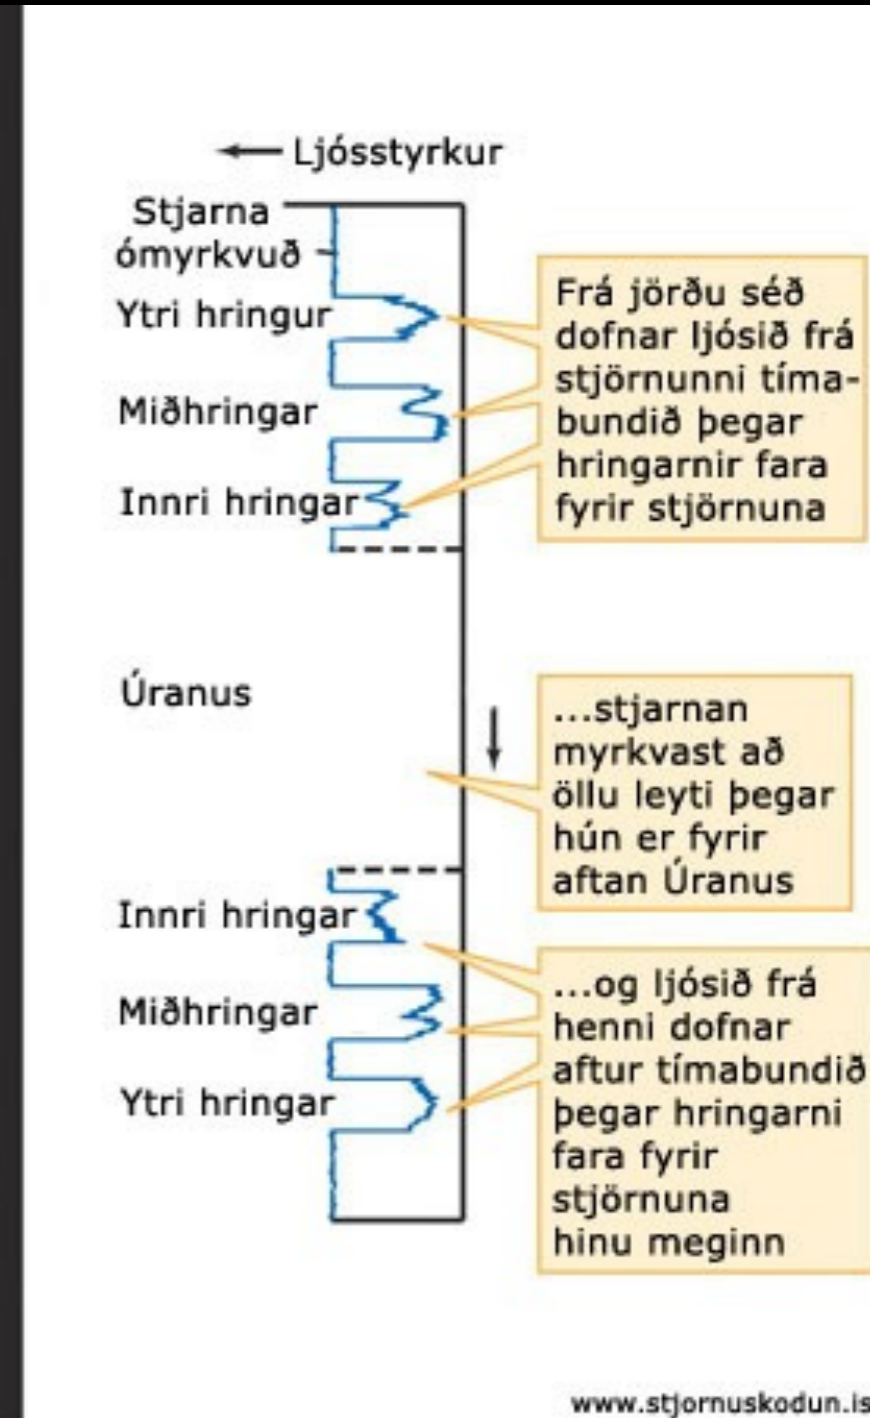 Ljósstyrkur
Stjarna
ómyrkvuð
Ytri hringur
Miðhringar
Innri hringar
Frá jörðu séð
dofnar ljósið frá
stjörnunni tíma-
bundið þegar
hringarnir fara
fyrir stjörnuna
Úranus
...stjarnan
myrkvast að
öllu leyti þegar
hún er fyrir
aftan Úranus
Innri hringar
Miðhringar
Ytri hringar
...og ljósið frá
henni dofnar
aftur tímabundið
þegar hringarni
fara fyrir
stjörnuna
hinu meginn
www.stjornuskodun.is